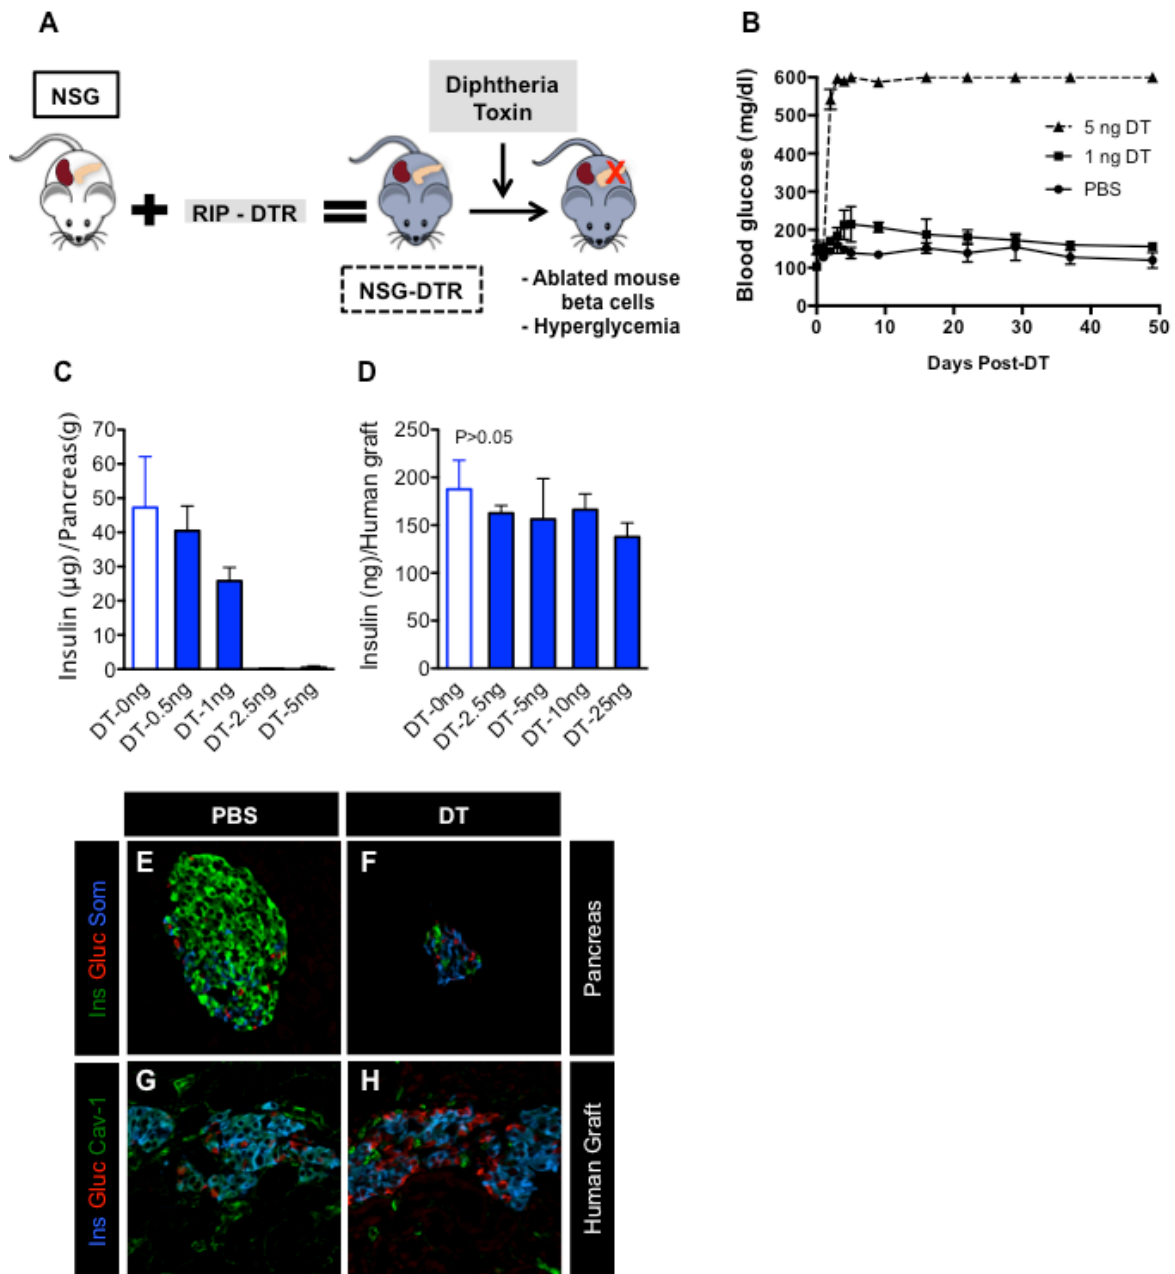 A
NSG
RIP - DTR
NSG-DTR
Diphtheria
Toxin
X
- Ablated mouse
beta cells
- Hyperglycemia
B
Blood glucose (mg/dl)
600
500
400
300
200
100
0
5 ng DT
1 ng DT
PBS
0 10 20 30 40 50
Days Post-DT
C
Insulin (µg)/Pancreas(g)
70
60
50
40
30
20
10
0
DT-0ng
DT-0.5ng
DT-1ng
DT-2.5ng
DT-5ng
D
Insulin (ng)/Human graft
250
200
150
100
50
0
P>0.05
DT-0ng
DT-2.5ng
DT-5ng
DT-10ng
DT-25ng
PBS
DT
Ins Gluc Som
E
F
Pancreas
Ins Gluc Cav-1
G
H
Human Graft